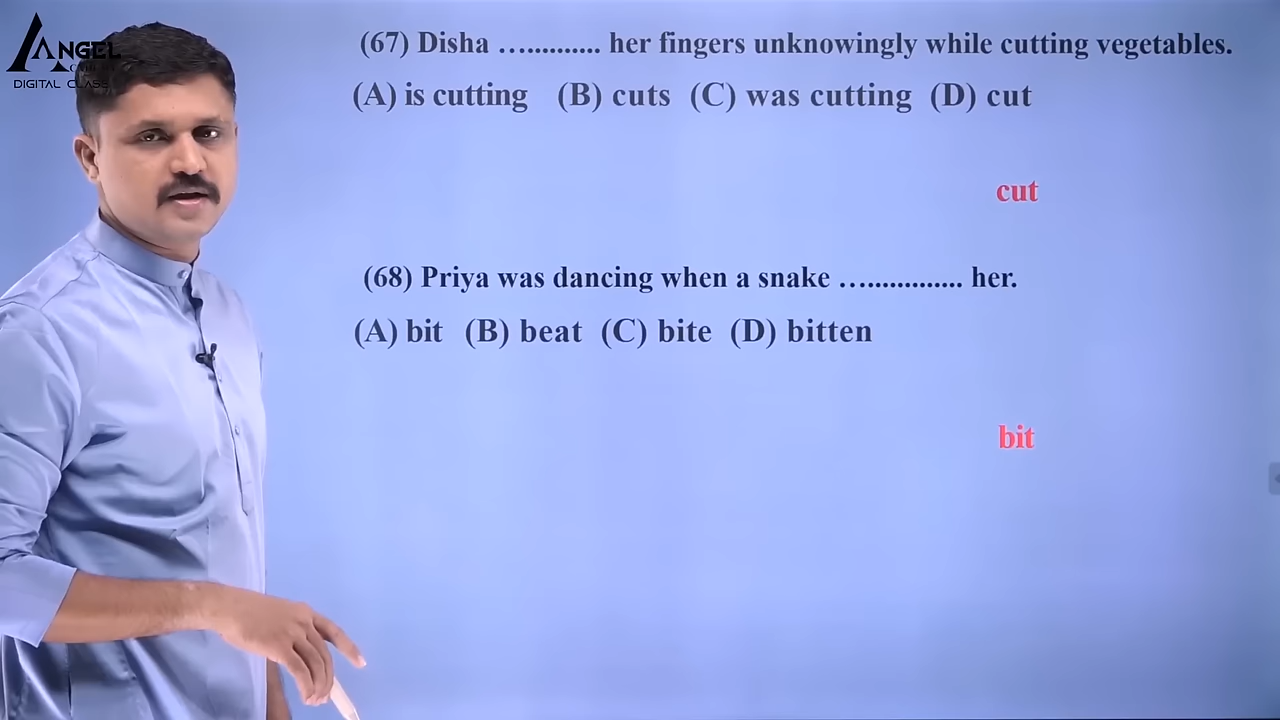 ANGEL
DIGITAL CLASS
(67) Disha ….......... her fingers unknowingly while cutting vegetables.
(A) is cutting (B) cuts (C) was cutting (D) cut
cut
(68) Priya was dancing when a snake ….............. her.
(A) bit (B) beat (C) bite (D) bitten
bit